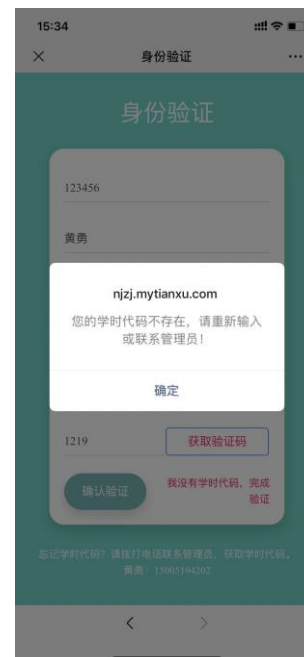 15:34
身份验证
身份验证
123456
黄勇
njzj.mytianxu.com
您的学时代码不存在，请重新输入
或联系管理员！
确定
1219
获取验证码
确认验证
我没有学时代码，完成
验证
忘记学时代码？请拨打电话联系管理员，获取学时代码。
黄勇：15005194202